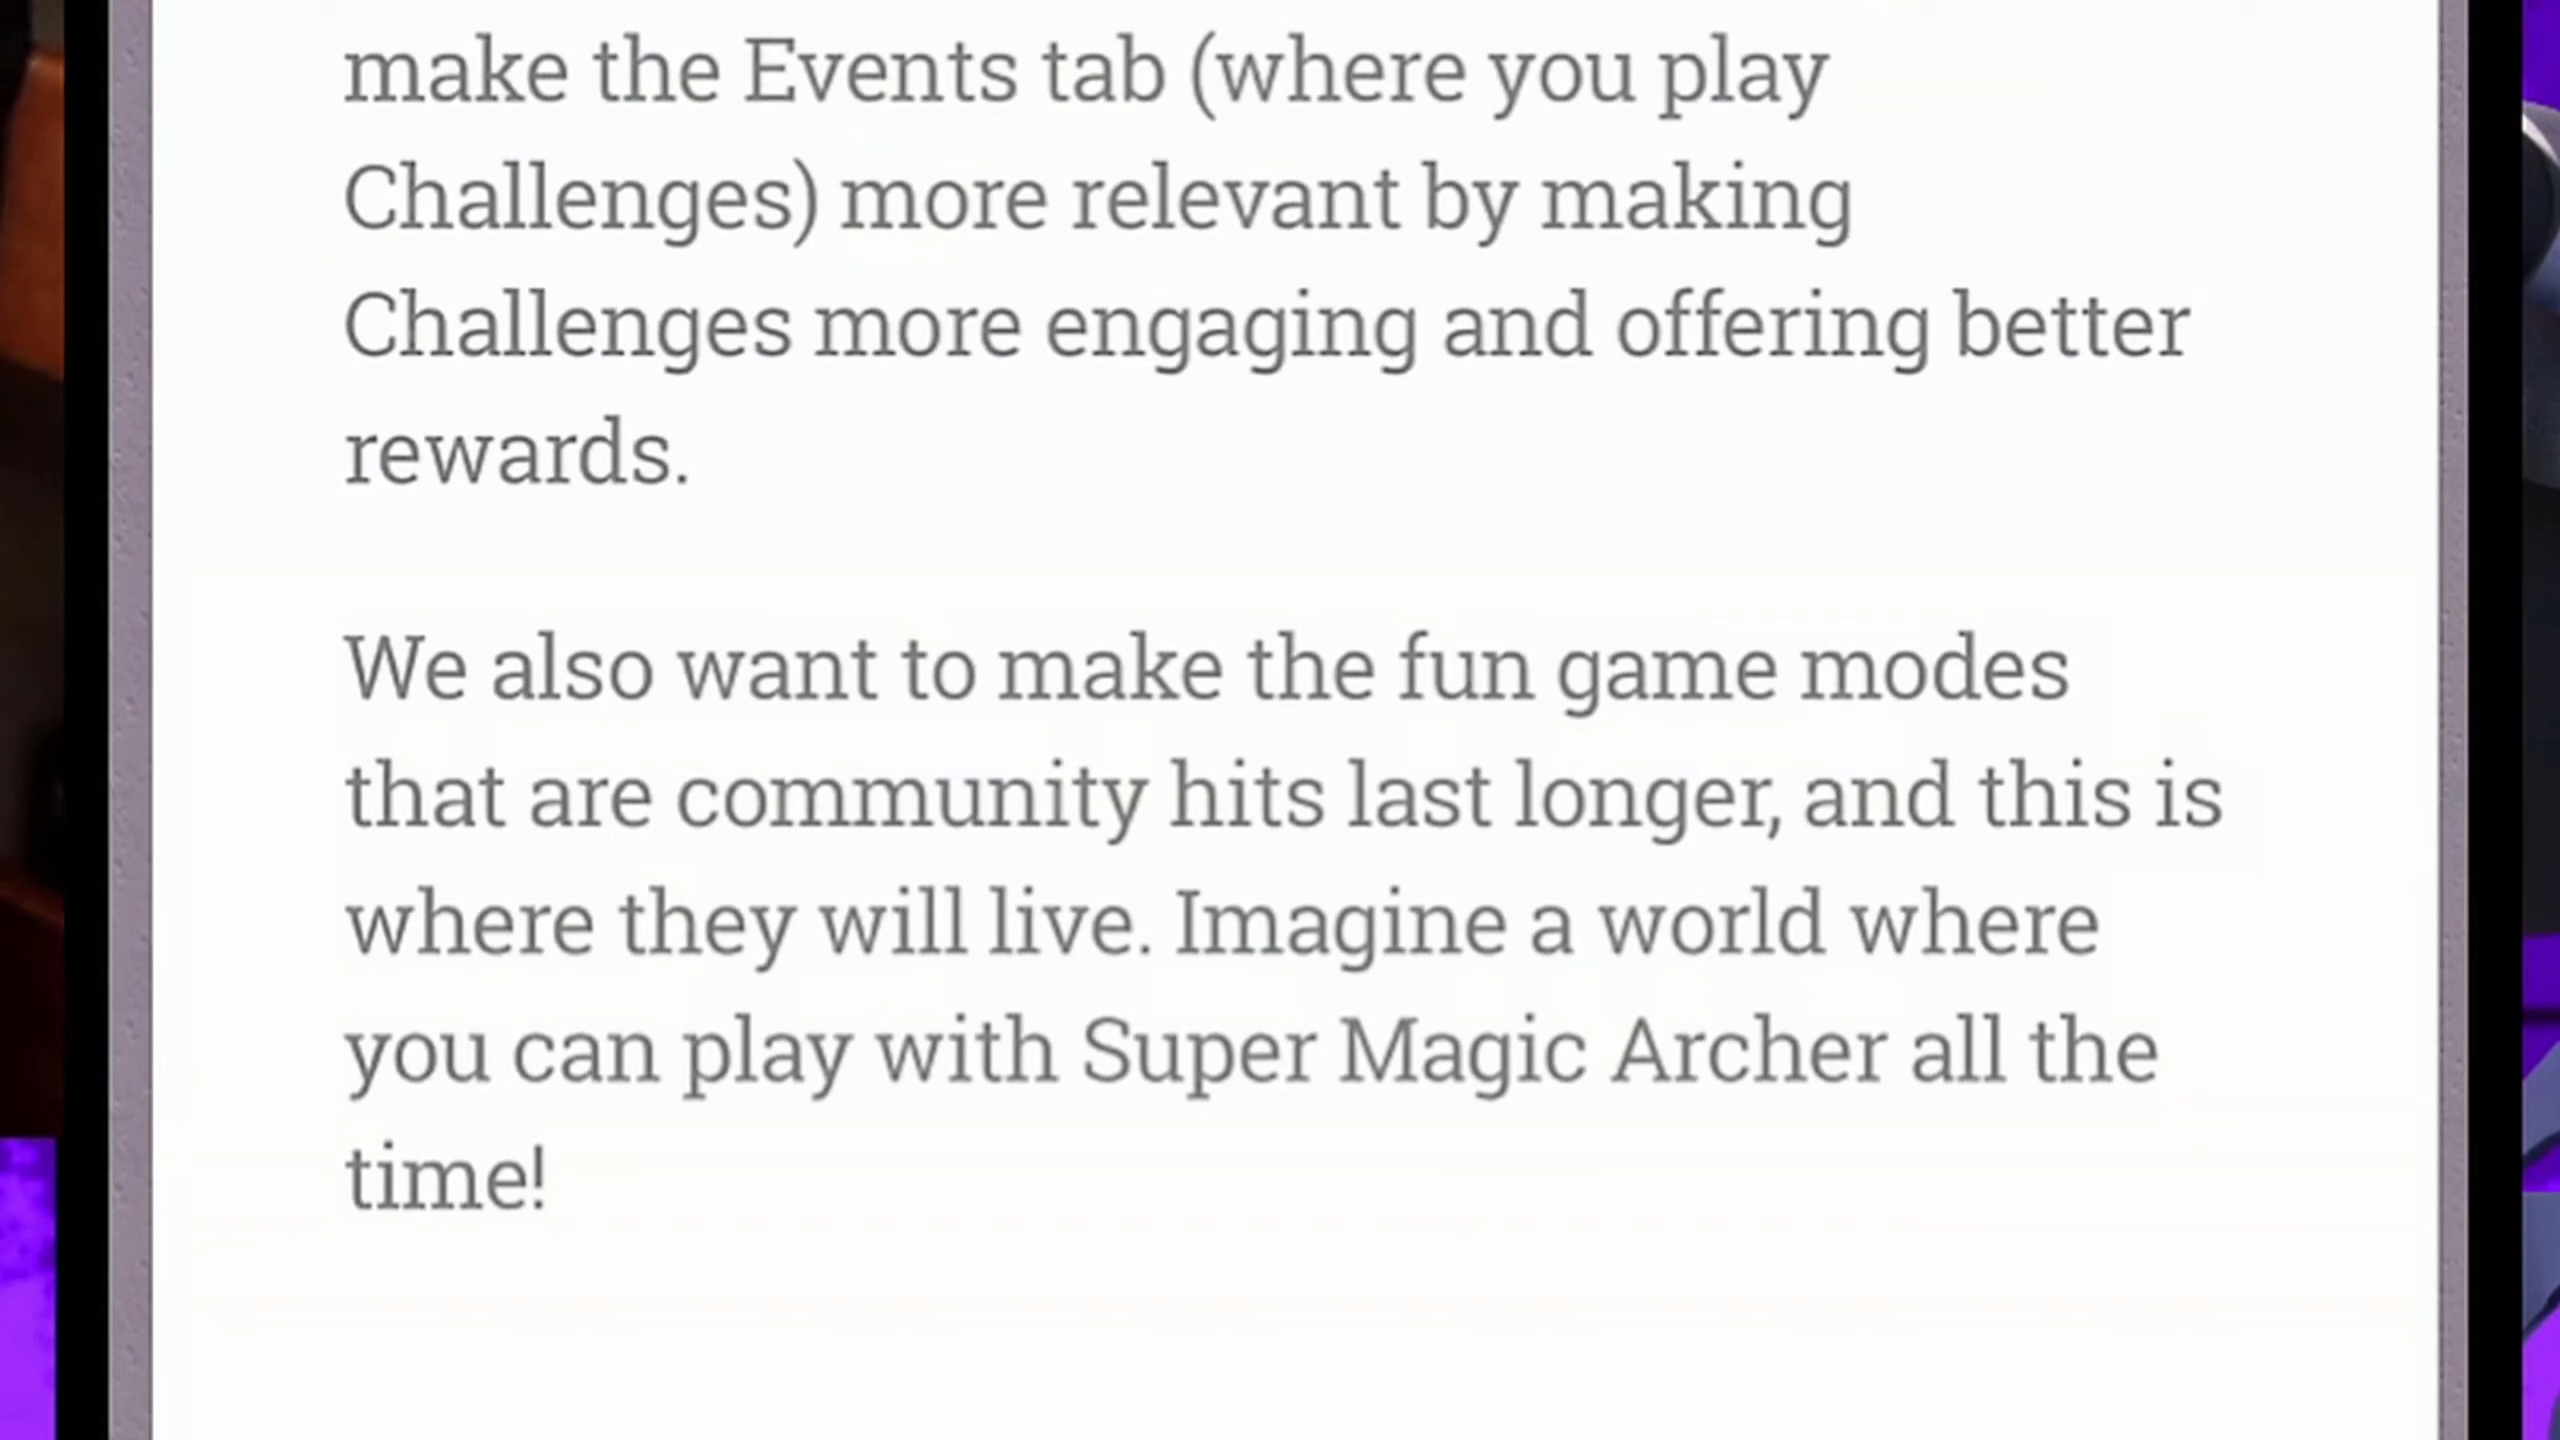 make the Events tab (where you play
Challenges) more relevant by making
Challenges more engaging and offering better
rewards.
We also want to make the fun game modes
that are community hits last longer, and this is
where they will live. Imagine a world where
you can play with Super Magic Archer all the
time!